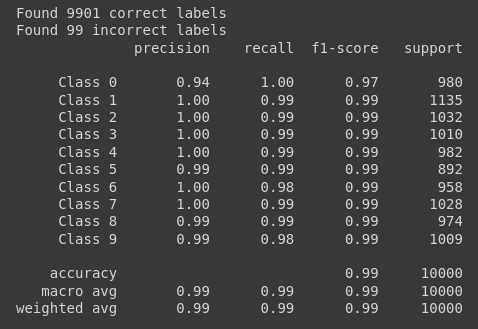 Found 9901 correct labels
Found 99 incorrect labels
precision recall f1-score support
Class 0 0.94 1.00 0.97 980
Class 1 1.00 0.99 0.99 1135
Class 2 1.00 0.99 0.99 1032
Class 3 1.00 0.99 0.99 1010
Class 4 1.00 0.99 0.99 982
Class 5 0.99 0.99 0.99 892
Class 6 1.00 0.98 0.99 958
Class 7 1.00 0.99 0.99 1028
Class 8 0.99 0.99 0.99 974
Class 9 0.99 0.98 0.99 1009
accuracy 0.99 10000
macro avg 0.99 0.99 0.99 10000
weighted avg 0.99 0.99 0.99 10000